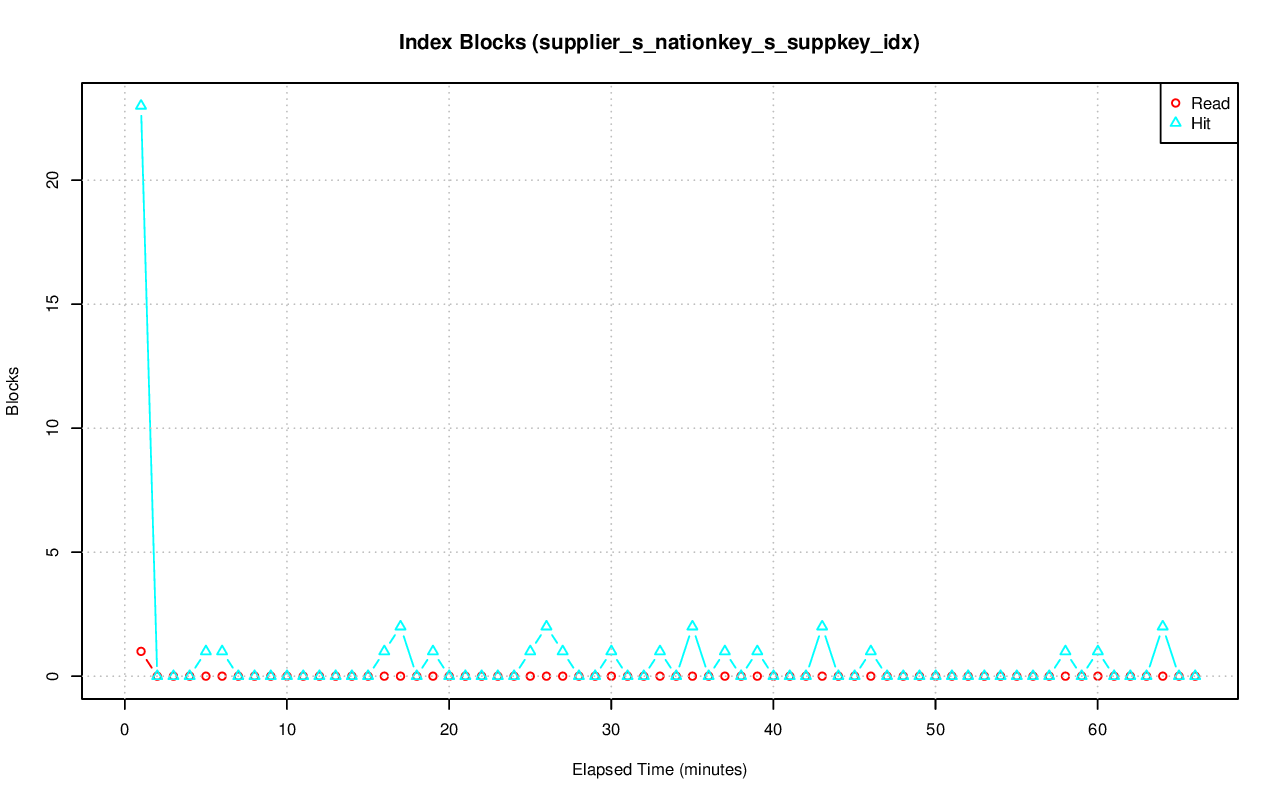 Index Blocks (supplier_s_nationkey_s_suppkey_idx)
Read
Hit
20
15
10
5
0
Blocks
0 10 20 30 40 50 60
Elapsed Time (minutes)